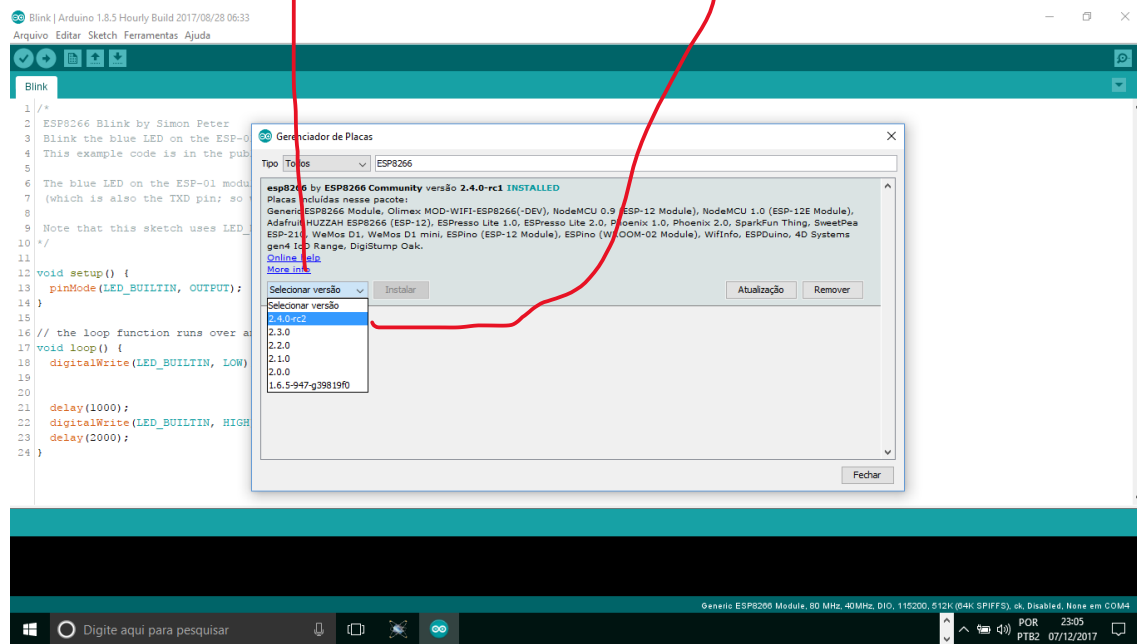 Blink | Arduino 1.8.5 Hourly Build 2017/08/28 06:33
Arquivo Editar Sketch Ferramentas Ajuda
Blink
1 /*
2 ESP8266 Blink by Simon Peter
3 Blink the blue LED on the ESP-0
4 This example code is in the pub
5
6 The blue LED on the ESP-01 modu
7 (which is also the TXD pin; so
8
9 Note that this sketch uses LED_
10 */
11
12 void setup() {
13 pinMode(LED_BUILTIN, OUTPUT);
14 }
15
16 // the loop function runs over a
17 void loop() {
18 digitalWrite(LED_BUILTIN, LOW)
19
20
21 delay(1000);
22 digitalWrite(LED_BUILTIN, HIGH
23 delay(2000);
24 }
Gerenciador de Placas
Tipo Todos ESP8266
esp8266 by ESP8266 Community versão 2.4.0-rc1 INSTALLED
Placas incluídas nesse pacote:
Generic ESP8266 Module, Olimex MOD-WIFI-ESP8266(-DEV), NodeMCU 0.9 (ESP-12 Module), NodeMCU 1.0 (ESP-12E Module),
Adafruit HUZZAH ESP8266 (ESP-12), ESPresso Lite 1.0, ESPresso Lite 2.0, Phoenix 1.0, Phoenix 2.0, SparkFun Thing, SweetPea
ESP-210, WeMos D1, WeMos D1 mini, ESPino (ESP-12 Module), ESPino (WROOM-02 Module), WifInfo, ESPDuino, 4D Systems
gen4 IoD Range, DigiStump Oak.
Online help
More info
Selecionar versão Instalar Atualização Remover
Selecionar versão
2.4.0-rc2
2.3.0
2.2.0
2.1.0
2.0.0
1.6.5-947-g39819f0
Fechar
Generic ESP8266 Module, 80 MHz, 40MHz, DIO, 115200, 512K (64K SPIFFS), ck, Disabled, None em COM4
Digite aqui para pesquisar
POR 23:05
PTB2 07/12/2017